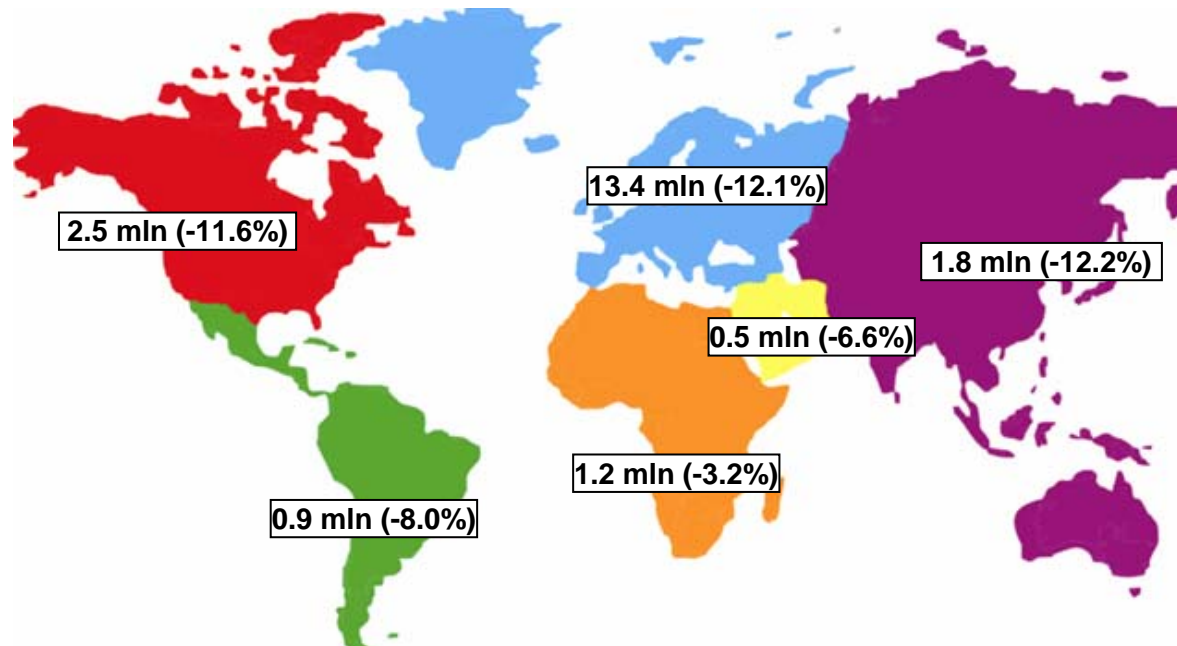 13.4 mln (-12.1%)
2.5 mln (-11.6%)
1.8 mln (-12.2%)
0.5 mln (-6.6%)
1.2 mln (-3.2%)
0.9 mln (-8.0%)